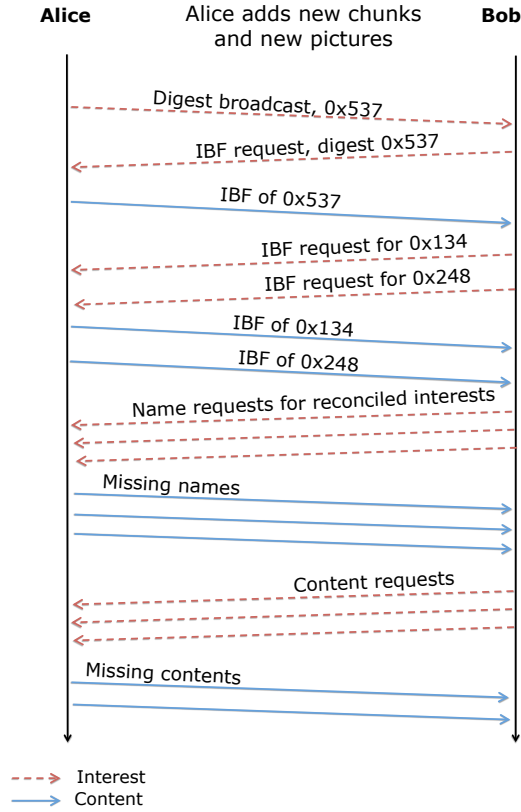 Alice
Alice adds new chunks
and new pictures
Bob
Digest broadcast, 0x537
IBF request, digest 0x537
IBF of 0x537
IBF request for 0x134
IBF request for 0x248
IBF of 0x134
IBF of 0x248
Name requests for reconciled interests
Missing names
Content requests
Missing contents
Interest
Content